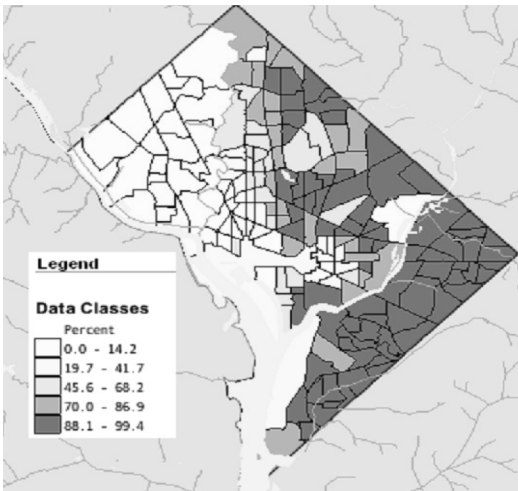 Legend
Data Classes
Percent
0.0 - 14.2
19.7 - 41.7
45.6 - 68.2
70.0 - 86.9
88.1 - 99.4